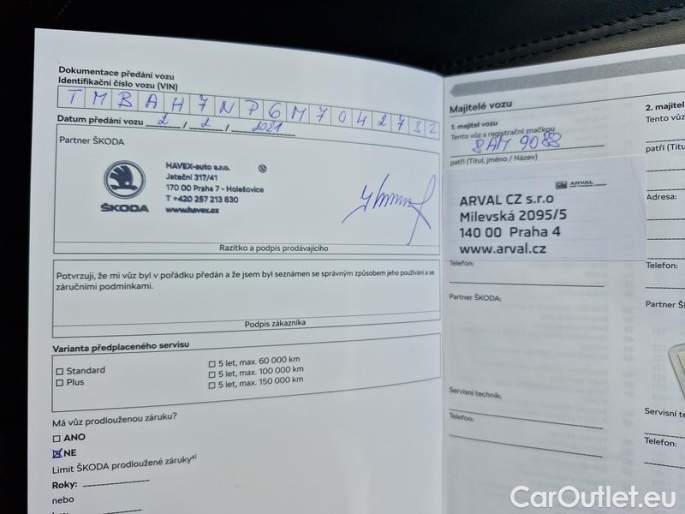 Dokumentace předání vozu
Identifikační číslo vozu (VIN)
TMBAH7NP6M7042732
Datum předání vozu 2 / 2 / 2021
Partner ŠKODA
HAVEX-auto s.r.o.
Jateční 317/41
170 00 Praha 7 - Holešovice
T +420 257 213 630
www.havex.cz
ŠKODA
Razítko a podpis prodávajícího
Potvrzuji, že mi vůz byl v pořádku předán a že jsem byl seznámen se správným způsobem jeho používání a se
záručními podmínkami.
Podpis zákazníka
Varianta předplaceného servisu
Standard
Plus
5 let, max. 60 000 km
5 let, max. 100 000 km
5 let, max. 150 000 km
Má vůz prodlouženou záruku?
ANO
NE
Limit ŠKODA prodloužené záruky
Roky:
nebo
Majitelé vozu
1. majitel vozu
Tento vůz s registrační značkou
8AM 9083
patří (Titul, jméno / Název)
ARVAL
ARVAL CZ s.r.o
Milevská 2095/5
140 00 Praha 4
www.arval.cz
Telefon:
Partner ŠKODA:
Servisní technik:
Telefon:
2. majitel
Tento vůz
patří (Titul
Adresa:
Telefon:
Partner Š
Servisní te
Telefon:
CarOutlet.eu